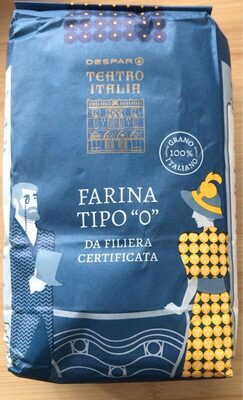 DESPAR
TEATRO
ITALIA
GRANO
100%
ITALIANO
FARINA
TIPO "0"
DA FILIERA
CERTIFICATA